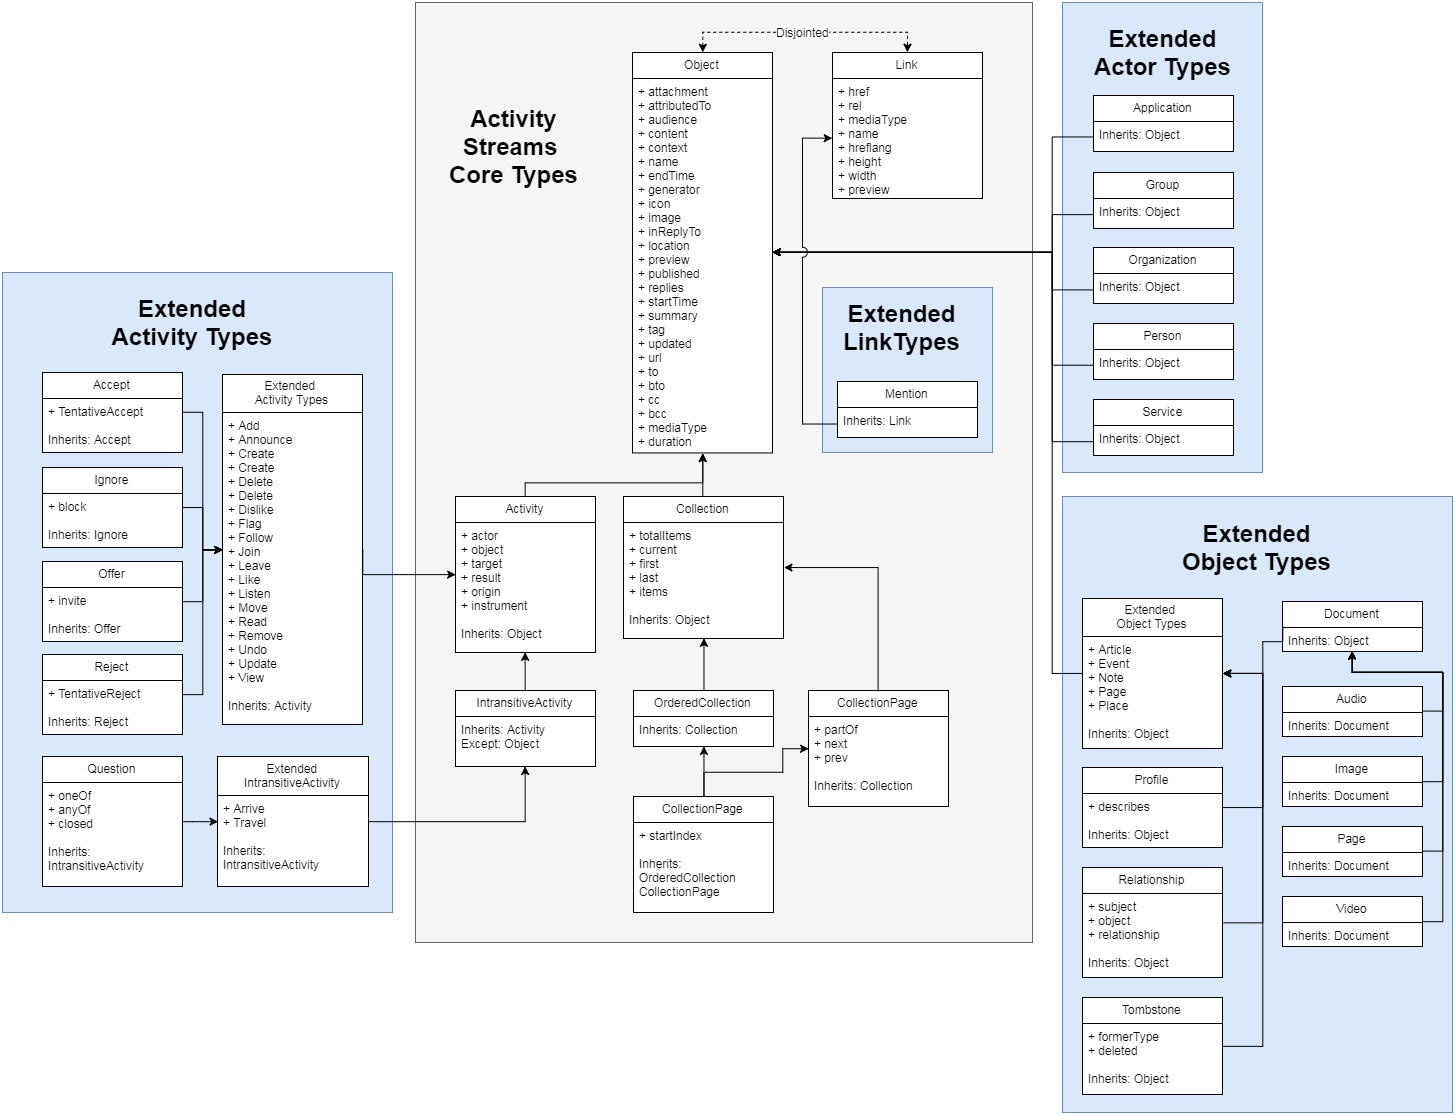 Activity
Streams
Core Types
Disjointed
Object
+ attachment
+ attributedTo
+ audience
+ content
+ context
+ name
+ endTime
+ generator
+ icon
+ image
+ inReplyTo
+ location
+ preview
+ published
+ replies
+ startTime
+ summary
+ tag
+ updated
+ url
+ to
+ bto
+ cc
+ bcc
+ mediaType
+ duration
Link
+ href
+ rel
+ mediaType
+ name
+ hreflang
+ height
+ width
+ preview
Extended
LinkTypes
Mention
Inherits: Link
Activity
+ actor
+ object
+ target
+ result
+ origin
+ instrument
Inherits: Object
Collection
+ totalItems
+ current
+ first
+ last
+ items
Inherits: Object
IntransitiveActivity
Inherits: Activity
Except: Object
OrderedCollection
Inherits: Collection
CollectionPage
+ partOf
+ next
+ prev
Inherits: Collection
CollectionPage
+ startIndex
Inherits:
OrderedCollection
CollectionPage
Extended
Activity Types
Accept
+ TentativeAccept
Inherits: Accept
Ignore
+ block
Inherits: Ignore
Offer
+ invite
Inherits: Offer
Reject
+ TentativeReject
Inherits: Reject
Extended
Activity Types
+ Add
+ Announce
+ Create
+ Create
+ Delete
+ Delete
+ Dislike
+ Flag
+ Follow
+ Join
+ Leave
+ Like
+ Listen
+ Move
+ Read
+ Remove
+ Undo
+ Update
+ View
Inherits: Activity
Question
+ oneOf
+ anyOf
+ closed
Inherits:
IntransitiveActivity
Extended
IntransitiveActivity
+ Arrive
+ Travel
Inherits:
IntransitiveActivity
Extended
Actor Types
Application
Inherits: Object
Group
Inherits: Object
Organization
Inherits: Object
Person
Inherits: Object
Service
Inherits: Object
Extended
Object Types
Extended
Object Types
+ Article
+ Event
+ Note
+ Page
+ Place
Inherits: Object
Profile
+ describes
Inherits: Object
Relationship
+ subject
+ object
+ relationship
Inherits: Object
Tombstone
+ formerType
+ deleted
Inherits: Object
Document
Inherits: Object
Audio
Inherits: Document
Image
Inherits: Document
Page
Inherits: Document
Video
Inherits: Document